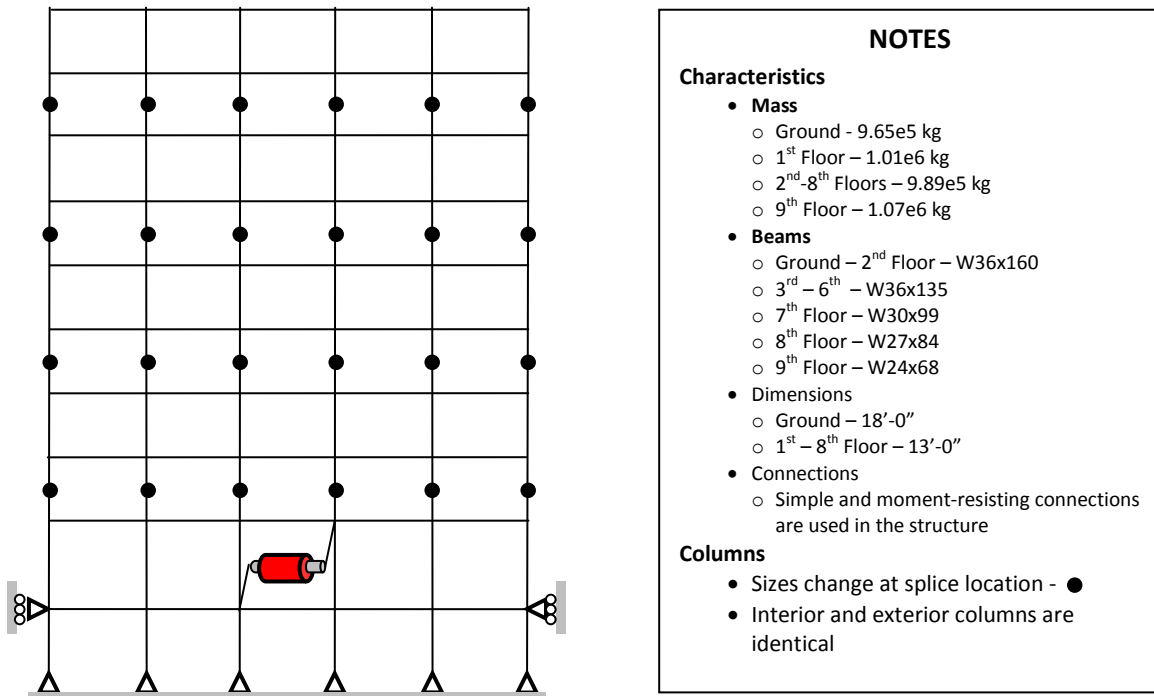 NOTES
Characteristics
• Mass
o Ground - 9.65e5 kg
o 1st Floor – 1.01e6 kg
o 2nd-8th Floors – 9.89e5 kg
o 9th Floor – 1.07e6 kg
• Beams
o Ground – 2nd Floor – W36x160
o 3rd – 6th – W36x135
o 7th Floor – W30x99
o 8th Floor – W27x84
o 9th Floor – W24x68
• Dimensions
o Ground – 18’-0”
o 1st – 8th Floor – 13’-0”
• Connections
o Simple and moment-resisting connections
are used in the structure
Columns
• Sizes change at splice location - ●
• Interior and exterior columns are
identical